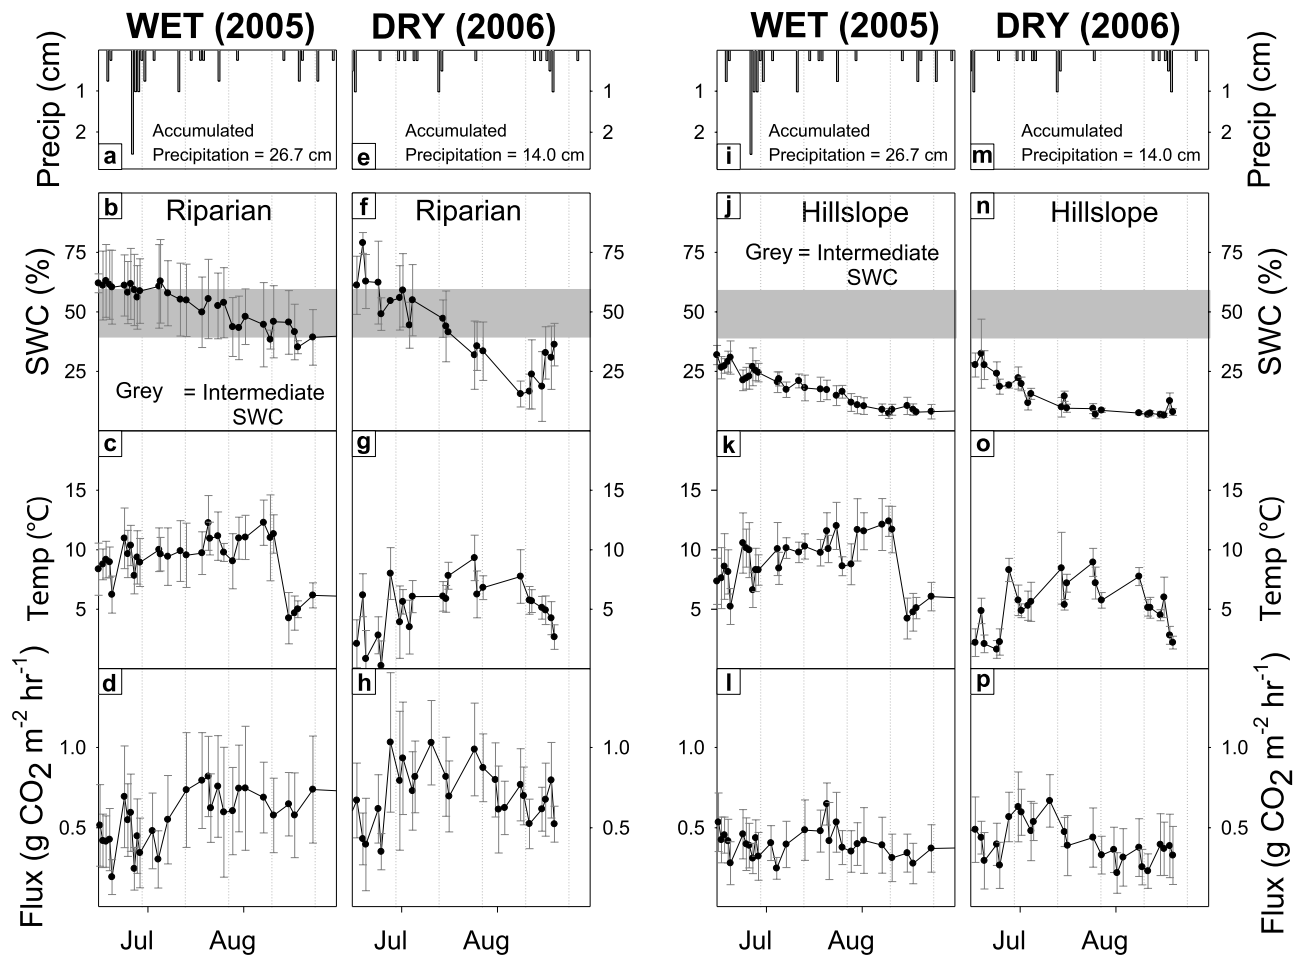 WET (2005) DRY (2006) WET (2005) DRY (2006)
Precip (cm)
1
2
a
Accumulated
Precipitation = 26.7 cm
e
Accumulated
Precipitation = 14.0 cm
1
2
1
2
i
Accumulated
Precipitation = 26.7 cm
m
Accumulated
Precipitation = 14.0 cm
1
2
Precip (cm)
SWC (%)
75
50
25
b
Riparian
Grey = Intermediate
SWC
f
Riparian
75
50
25
75
50
25
j
Hillslope
Grey = Intermediate
SWC
n
Hillslope
75
50
25
SWC (%)
Temp (°C)
15
10
5
c
g
15
10
5
15
10
5
k
o
15
10
5
Temp (°C)
Flux (g CO2 m-2 hr-1)
1.0
0.5
d
h
1.0
0.5
1.0
0.5
l
p
1.0
0.5
Flux (g CO2 m-2 hr-1)
Jul Aug Jul Aug Jul Aug Jul Aug